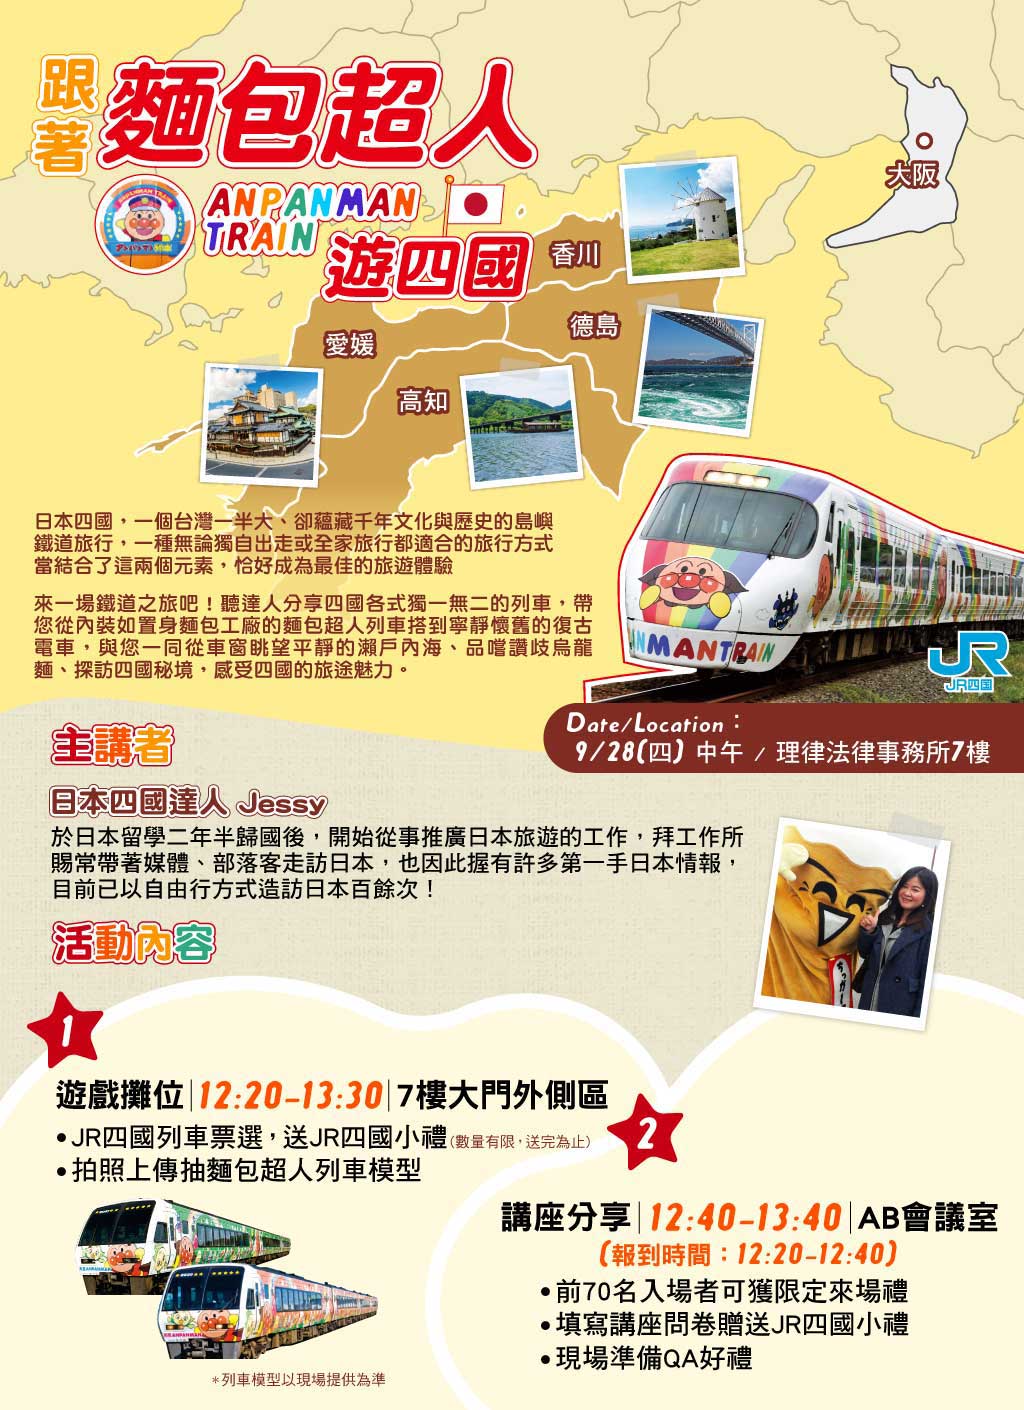 跟著
麵包超人
ANPANMAN
TRAIN
遊四國
ANPANMAN TRAIN
アンパンマン列車
大阪
香川
德島
愛媛
高知
日本四國，一個台灣一半大、卻蘊藏千年文化與歷史的島嶼
鐵道旅行，一種無論獨自出走或全家旅行都適合的旅行方式
當結合了這兩個元素，恰好成為最佳的旅遊體驗
來一場鐵道之旅吧！聽達人分享四國各式獨一無二的列車，帶
您從內裝如置身麵包工廠的麵包超人列車搭到寧靜懷舊的復古
電車，與您一同從車窗眺望平靜的瀨戶內海、品嚐讚岐烏龍
麵、探訪四國秘境，感受四國的旅途魅力。
NMANTRAIN
JR
JR四国
Date/Location：
9/28(四) 中午 / 理律法律事務所7樓
主講者
日本四國達人 Jessy
於日本留學二年半歸國後，開始從事推廣日本旅遊的工作，拜工作所
賜常帶著媒體、部落客走訪日本，也因此握有許多第一手日本情報，
目前已以自由行方式造訪日本百餘次！
活動內容
1
遊戲攤位|12:20-13:30|7樓大門外側區
•JR四國列車票選，送JR四國小禮(數量有限，送完為止)
•拍照上傳抽麵包超人列車模型
*列車模型以現場提供為準
2
講座分享|12:40-13:40|AB會議室
(報到時間：12:20-12:40)
•前70名入場者可獲限定來場禮
•填寫講座問卷贈送JR四國小禮
•現場準備QA好禮